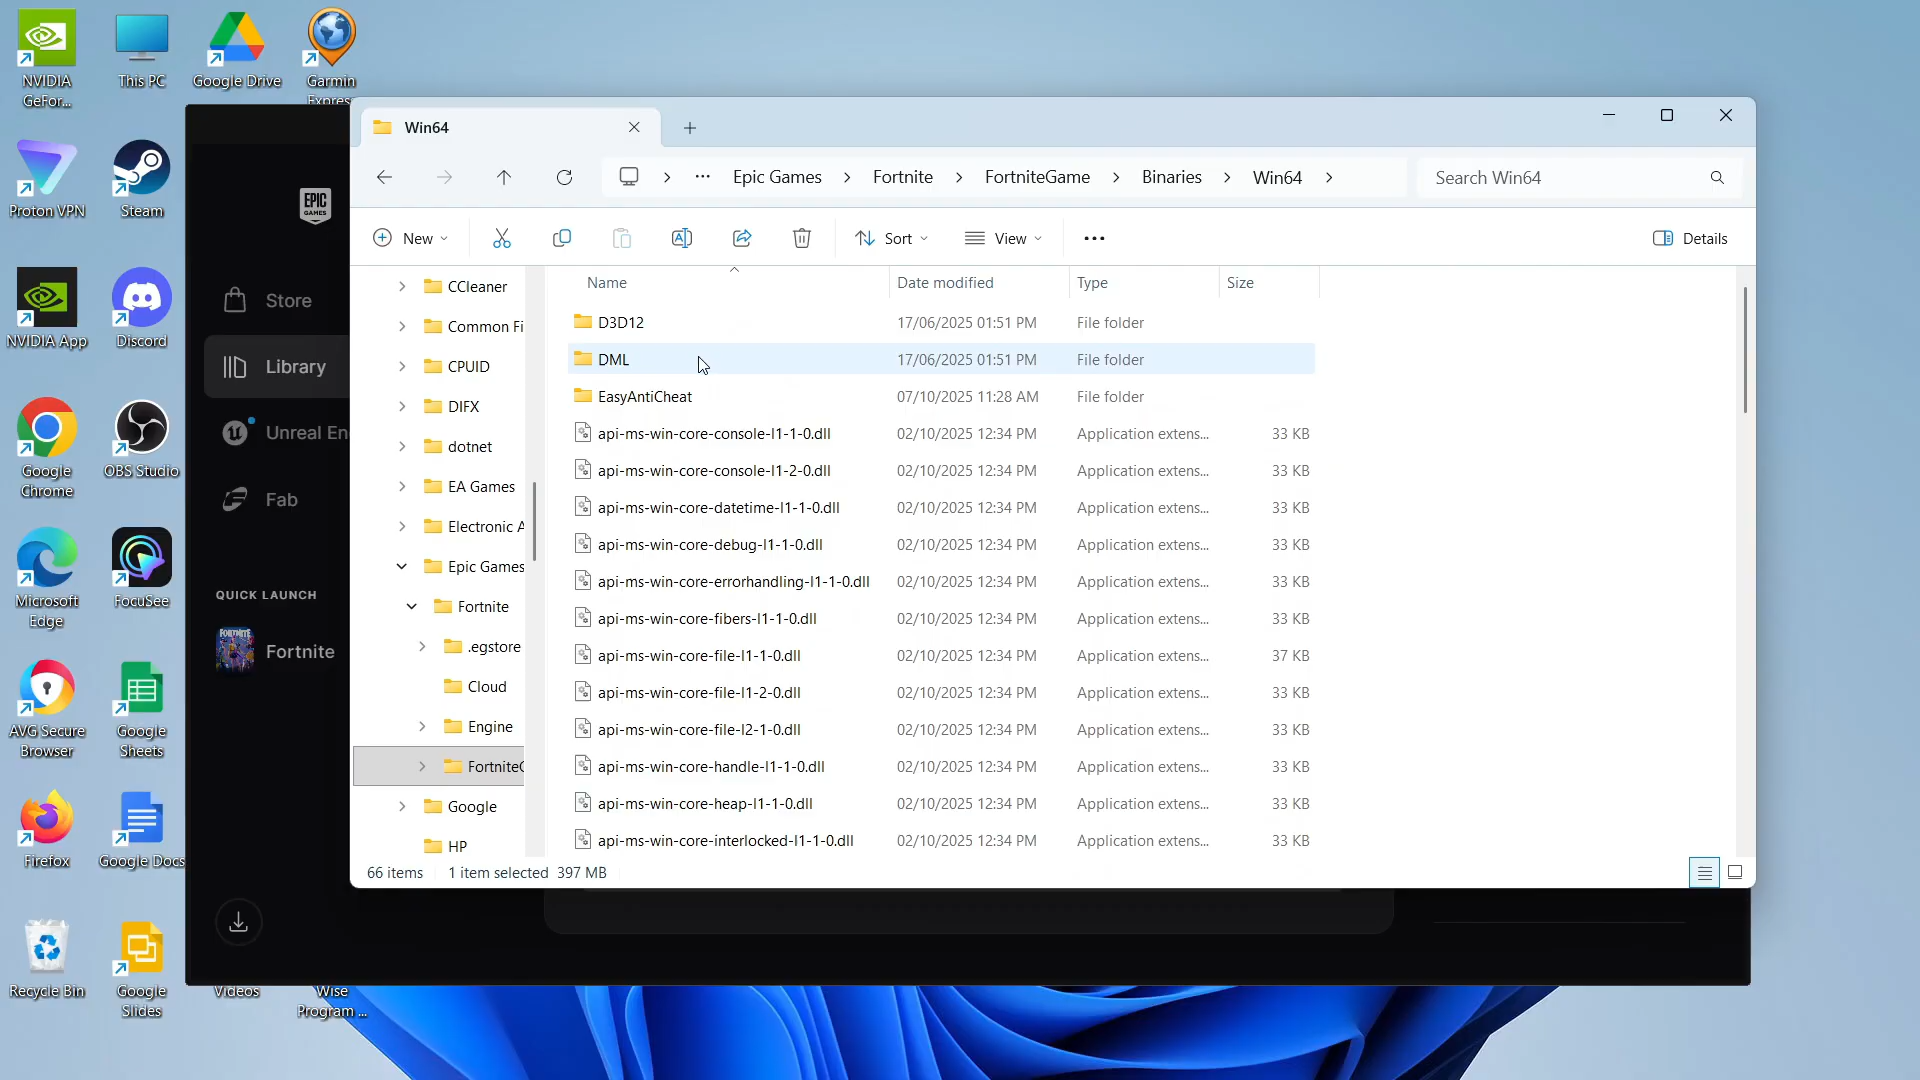 NVIDIA
GeFor...
This PC
Google Drive
Garmin
Express
Proton VPN
Steam
NVIDIA App
Discord
Google
Chrome
OBS Studio
Microsoft
Edge
FocuSee
AVG Secure
Browser
Google
Sheets
Firefox
Google Docs
Recycle Bin
Google
Slides
Videos
Wise
Program ...
EPIC
GAMES
Store
Library
Unreal En
Fab
QUICK LAUNCH
FORTNITE
Fortnite
Win64
··· Epic Games > Fortnite > FortniteGame > Binaries > Win64 >
Search Win64
New
Sort
View
Details
CCleaner
Common Fi
CPUID
DIFX
dotnet
EA Games
Electronic A
Epic Games
Fortnite
.egstore
Cloud
Engine
FortniteG
Google
HP
Name Date modified Type Size
D3D12 17/06/2025 01:51 PM File folder
DML 17/06/2025 01:51 PM File folder
EasyAntiCheat 07/10/2025 11:28 AM File folder
api-ms-win-core-console-l1-1-0.dll 02/10/2025 12:34 PM Application extens... 33 KB
api-ms-win-core-console-l1-2-0.dll 02/10/2025 12:34 PM Application extens... 33 KB
api-ms-win-core-datetime-l1-1-0.dll 02/10/2025 12:34 PM Application extens... 33 KB
api-ms-win-core-debug-l1-1-0.dll 02/10/2025 12:34 PM Application extens... 33 KB
api-ms-win-core-errorhandling-l1-1-0.dll 02/10/2025 12:34 PM Application extens... 33 KB
api-ms-win-core-fibers-l1-1-0.dll 02/10/2025 12:34 PM Application extens... 33 KB
api-ms-win-core-file-l1-1-0.dll 02/10/2025 12:34 PM Application extens... 37 KB
api-ms-win-core-file-l1-2-0.dll 02/10/2025 12:34 PM Application extens... 33 KB
api-ms-win-core-file-l2-1-0.dll 02/10/2025 12:34 PM Application extens... 33 KB
api-ms-win-core-handle-l1-1-0.dll 02/10/2025 12:34 PM Application extens... 33 KB
api-ms-win-core-heap-l1-1-0.dll 02/10/2025 12:34 PM Application extens... 33 KB
api-ms-win-core-interlocked-l1-1-0.dll 02/10/2025 12:34 PM Application extens... 33 KB
66 items 1 item selected 397 MB